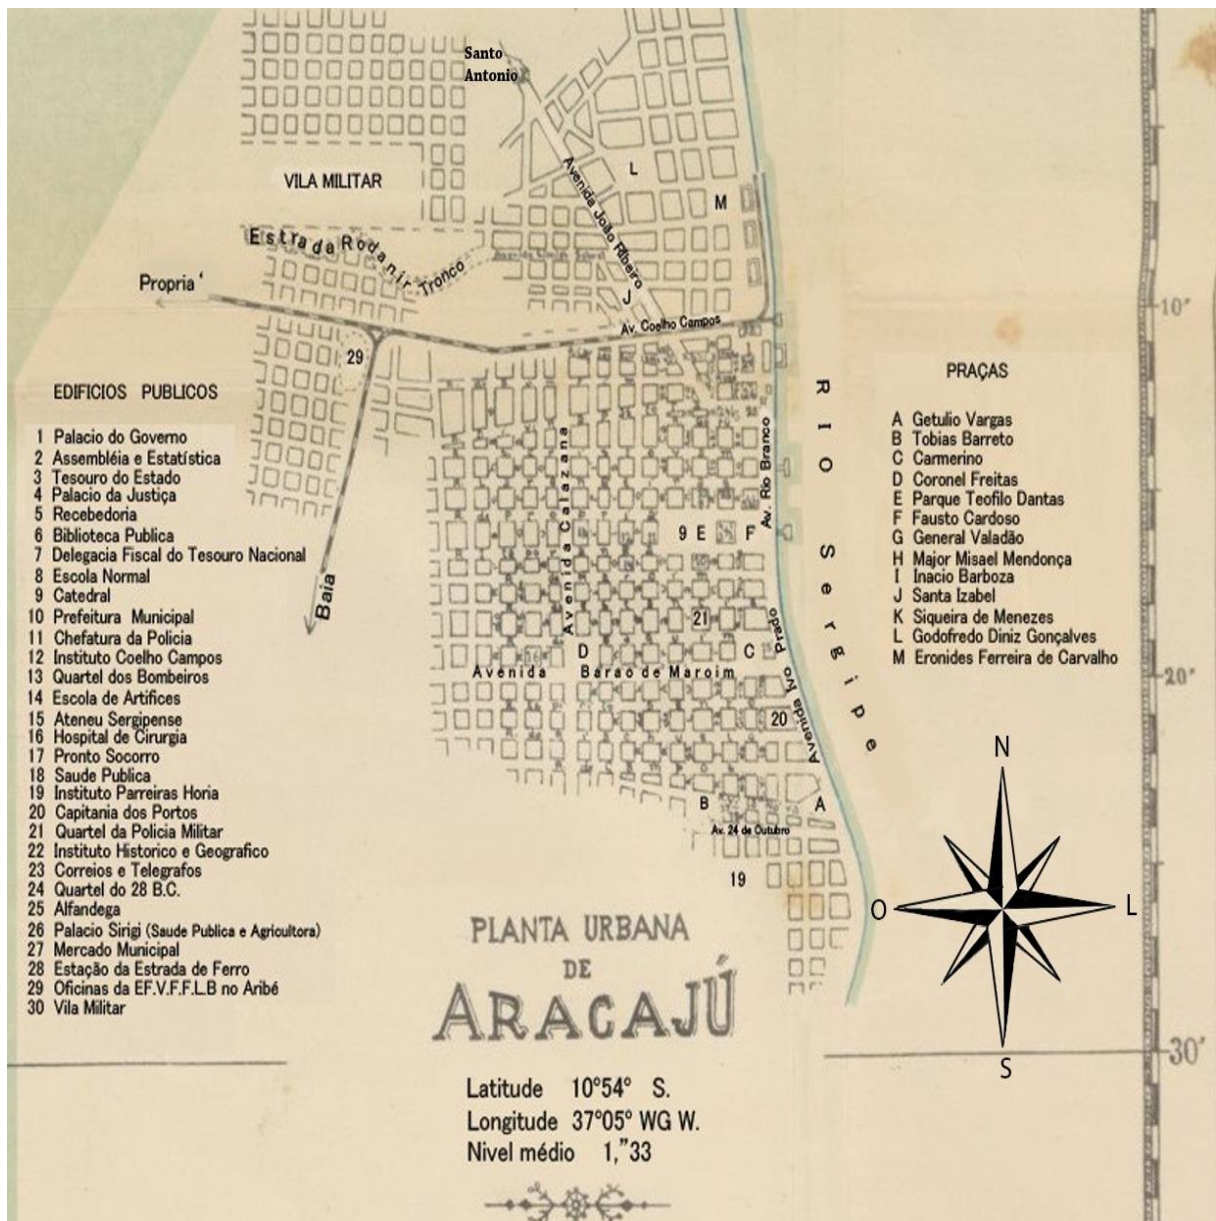 Santo
Antonio
VILA MILITAR
L
M
Avenida João Ribeiro
Estrada Rodanir Tronco
Propria'
J
Av. Coelho Campos
10'
29
EDIFICIOS PUBLICOS
1 Palacio do Governo
2 Assembléia e Estatística
3 Tesouro do Estado
4 Palacio da Justiça
5 Recebedoria
6 Biblioteca Publica
7 Delegacia Fiscal do Tesouro Nacional
8 Escola Normal
9 Catedral
10 Prefeitura Municipal
11 Chefatura da Policia
12 Instituto Coelho Campos
13 Quartel dos Bombeiros
14 Escola de Artifices
15 Ateneu Sergipense
16 Hospital de Cirurgia
17 Pronto Socorro
18 Saude Publica
19 Instituto Parreiras Horia
20 Capitania dos Portos
21 Quartel da Policia Militar
22 Instituto Historico e Geografico
23 Correios e Telegrafos
24 Quartel do 28 B.C.
25 Alfandega
26 Palacio Sirigi (Saude Publica e Agricultora)
27 Mercado Municipal
28 Estação da Estrada de Ferro
29 Oficinas da EF.V.F.F.L.B no Aribé
30 Vila Militar
Baia
Avenida Calazana
Av. Rio Branco
RIO Sergipe
9 E F
21
D
C
16
Avenida Barao de Maroim
Avenida Ivo Prado
20
B
A
Av. 24 de Outubro
19
PRAÇAS
A Getulio Vargas
B Tobias Barreto
C Carmerino
D Coronel Freitas
E Parque Teofilo Dantas
F Fausto Cardoso
G General Valadão
H Major Misael Mendonça
I Inacio Barboza
J Santa Izabel
K Siqueira de Menezes
L Godofredo Diniz Gonçalves
M Eronides Ferreira de Carvalho
20'
N
O
L
S
30'
PLANTA URBANA
DE
ARACAJÚ
Latitude 10°54° S.
Longitude 37°05° WG W.
Nivel médio 1,"33